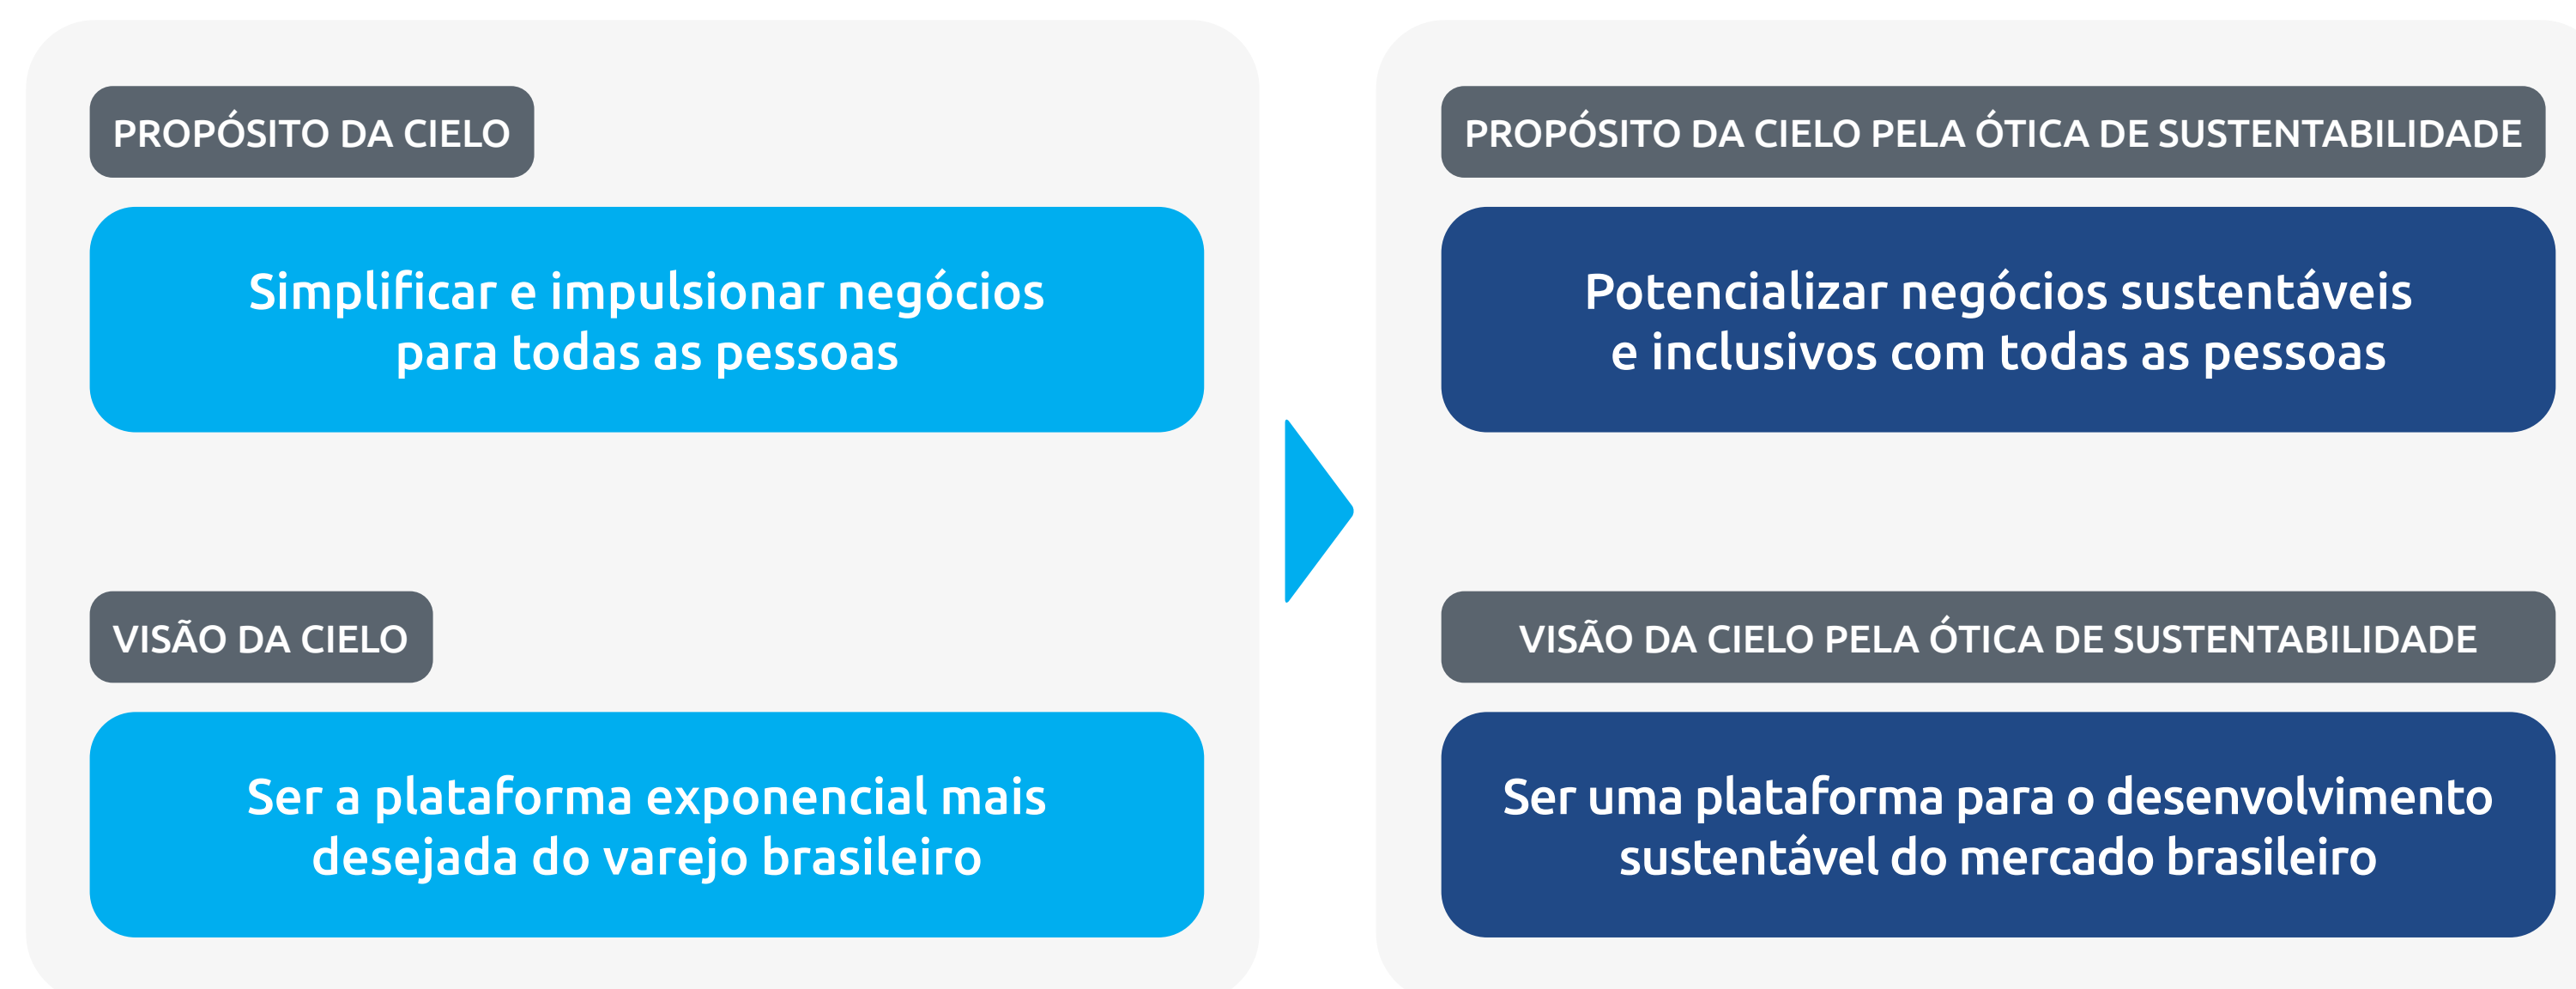 PROPÓSITO DA CIELO
Simplificar e impulsionar negócios
para todas as pessoas
VISÃO DA CIELO
Ser a plataforma exponencial mais
desejada do varejo brasileiro
PROPÓSITO DA CIELO PELA ÓTICA DE SUSTENTABILIDADE
Potencializar negócios sustentáveis
e inclusivos com todas as pessoas
VISÃO DA CIELO PELA ÓTICA DE SUSTENTABILIDADE
Ser uma plataforma para o desenvolvimento
sustentável do mercado brasileiro